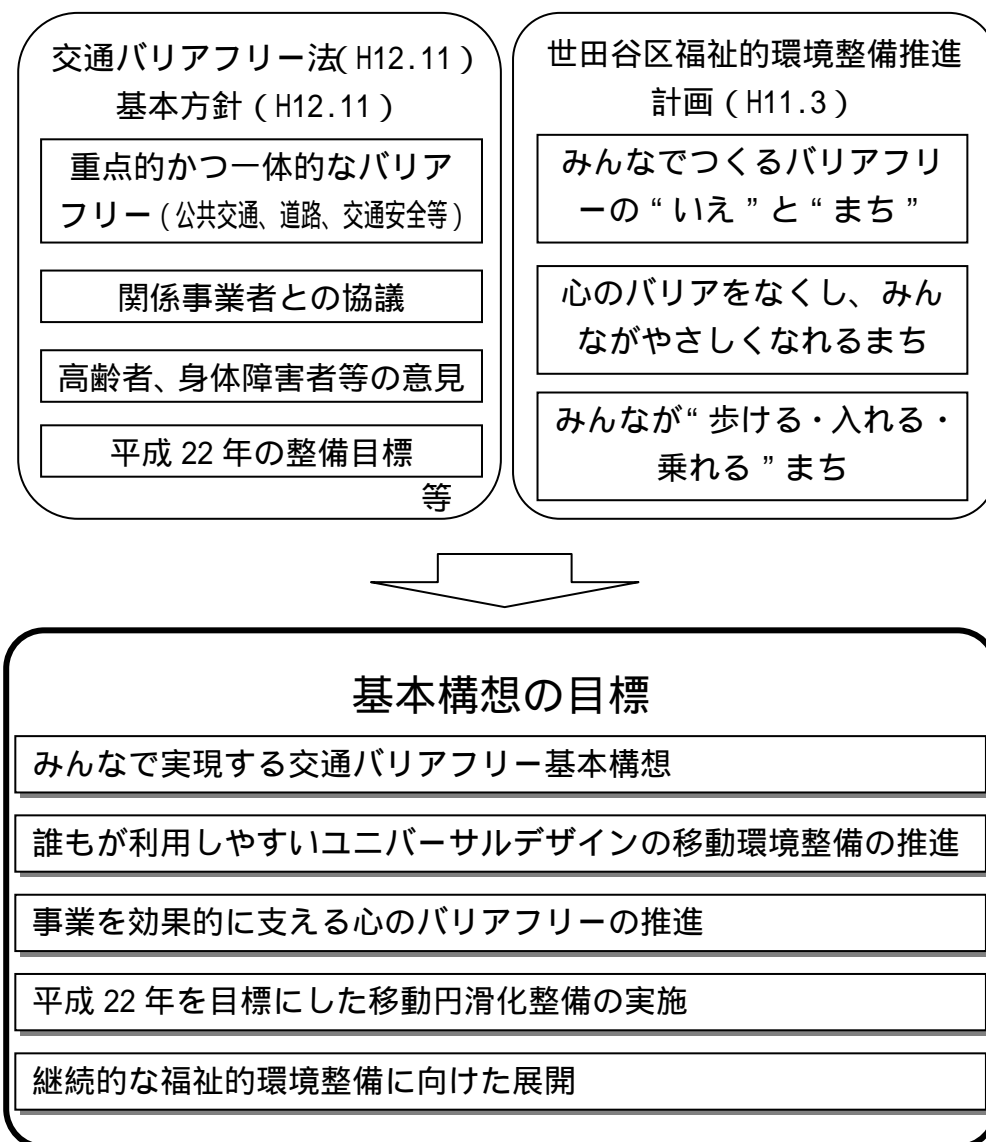 交通バリアフリー法(H12.11)
基本方針(H12.11)
重点的かつ一体的なバリア
フリー(公共交通、道路、交通安全等)
関係事業者との協議
高齢者、身体障害者等の意見
平成 22 年の整備目標
等
世田谷区福祉的環境整備推進
計画(H11.3)
みんなでつくるバリアフリ
ーの“いえ”と“まち”
心のバリアをなくし、みん
ながやさしくなれるまち
みんなが“歩ける・入れる・
乗れる”まち
基本構想の目標
みんなで実現する交通バリアフリー基本構想
誰もが利用しやすいユニバーサルデザインの移動環境整備の推進
事業を効果的に支える心のバリアフリーの推進
平成 22 年を目標にした移動円滑化整備の実施
継続的な福祉的環境整備に向けた展開